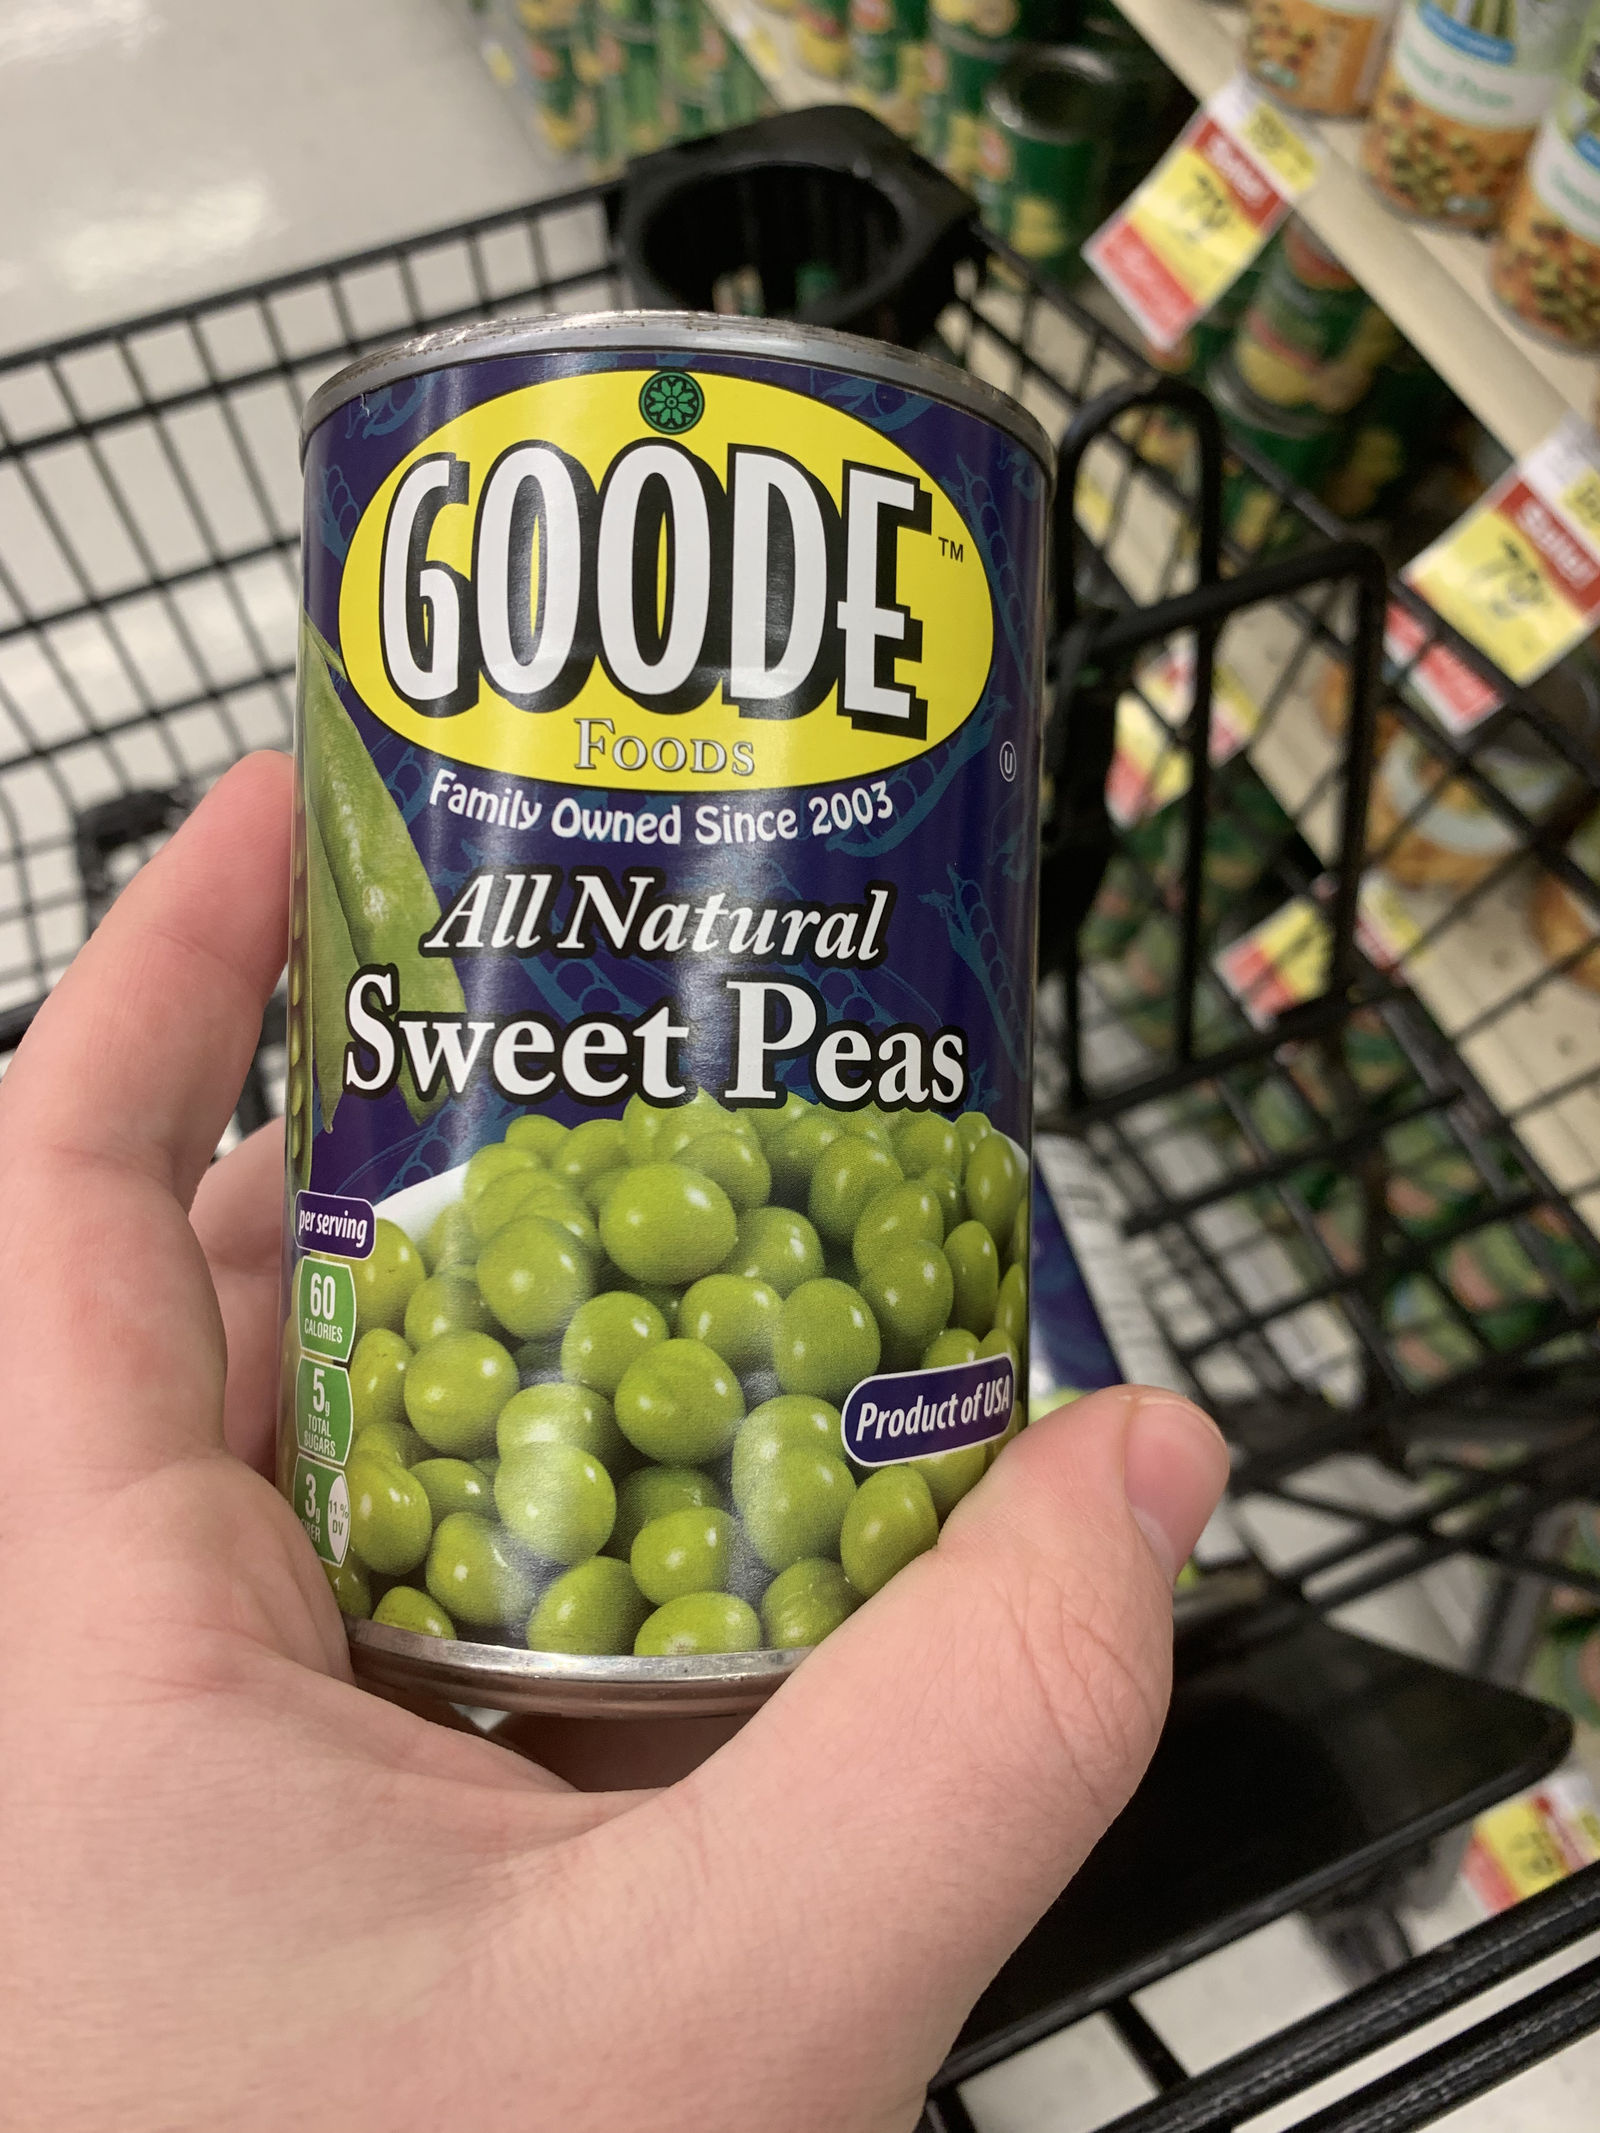 GOODE
TM
FOODS
Family Owned Since 2003
U
All Natural
Sweet Peas
per serving
60
CALORIES
5g
TOTAL
SUGARS
3g
11%
DV
Product of USA